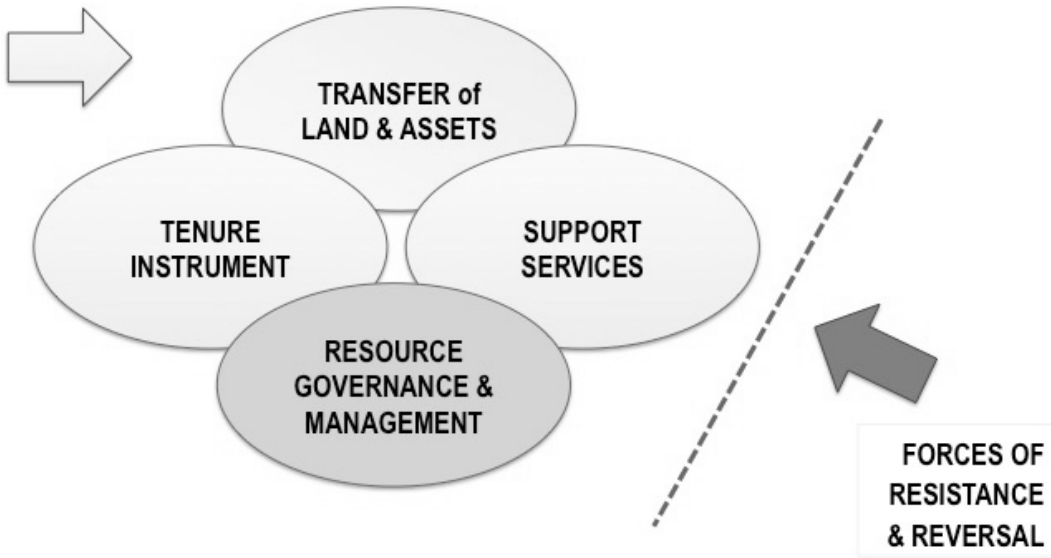 TRANSFER of
LAND & ASSETS
TENURE
INSTRUMENT
SUPPORT
SERVICES
RESOURCE
GOVERNANCE &
MANAGEMENT
FORCES OF
RESISTANCE
& REVERSAL